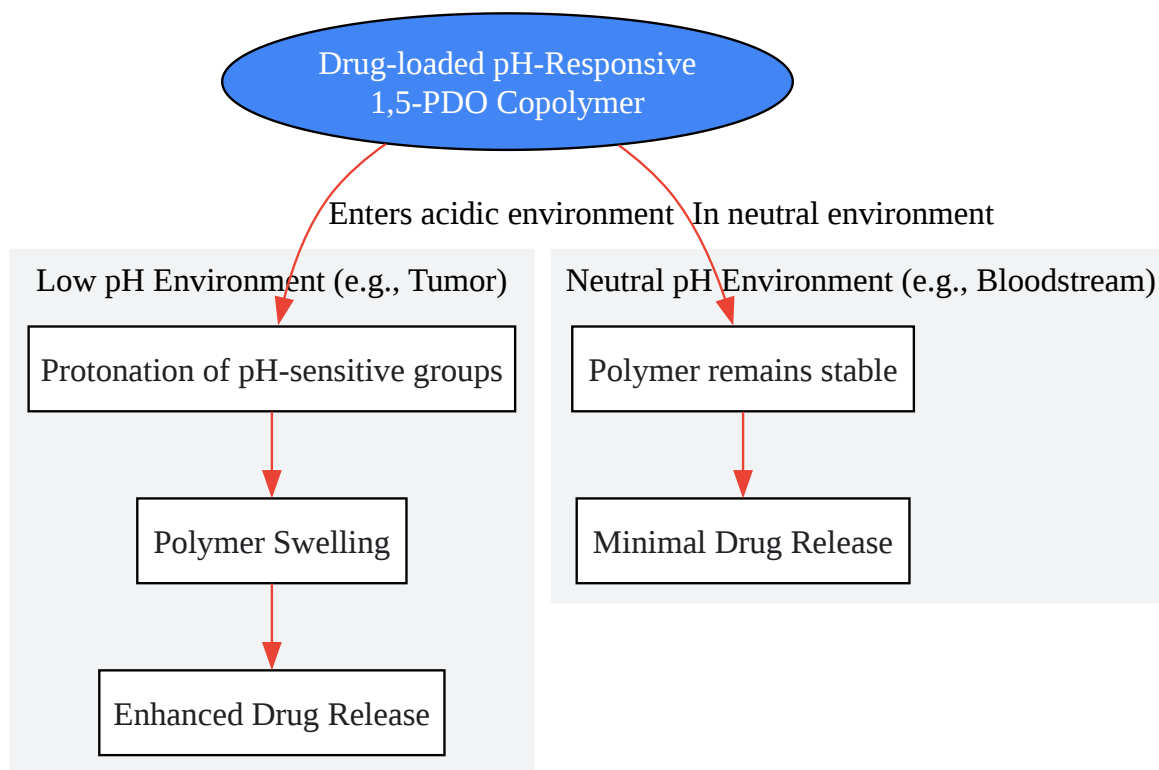 Drug-loaded pH-Responsive
1,5-PDO Copolymer
Enters acidic environment
In neutral environment
Low pH Environment (e.g., Tumor)
Protonation of pH-sensitive groups
Polymer Swelling
Enhanced Drug Release
Neutral pH Environment (e.g., Bloodstream)
Polymer remains stable
Minimal Drug Release